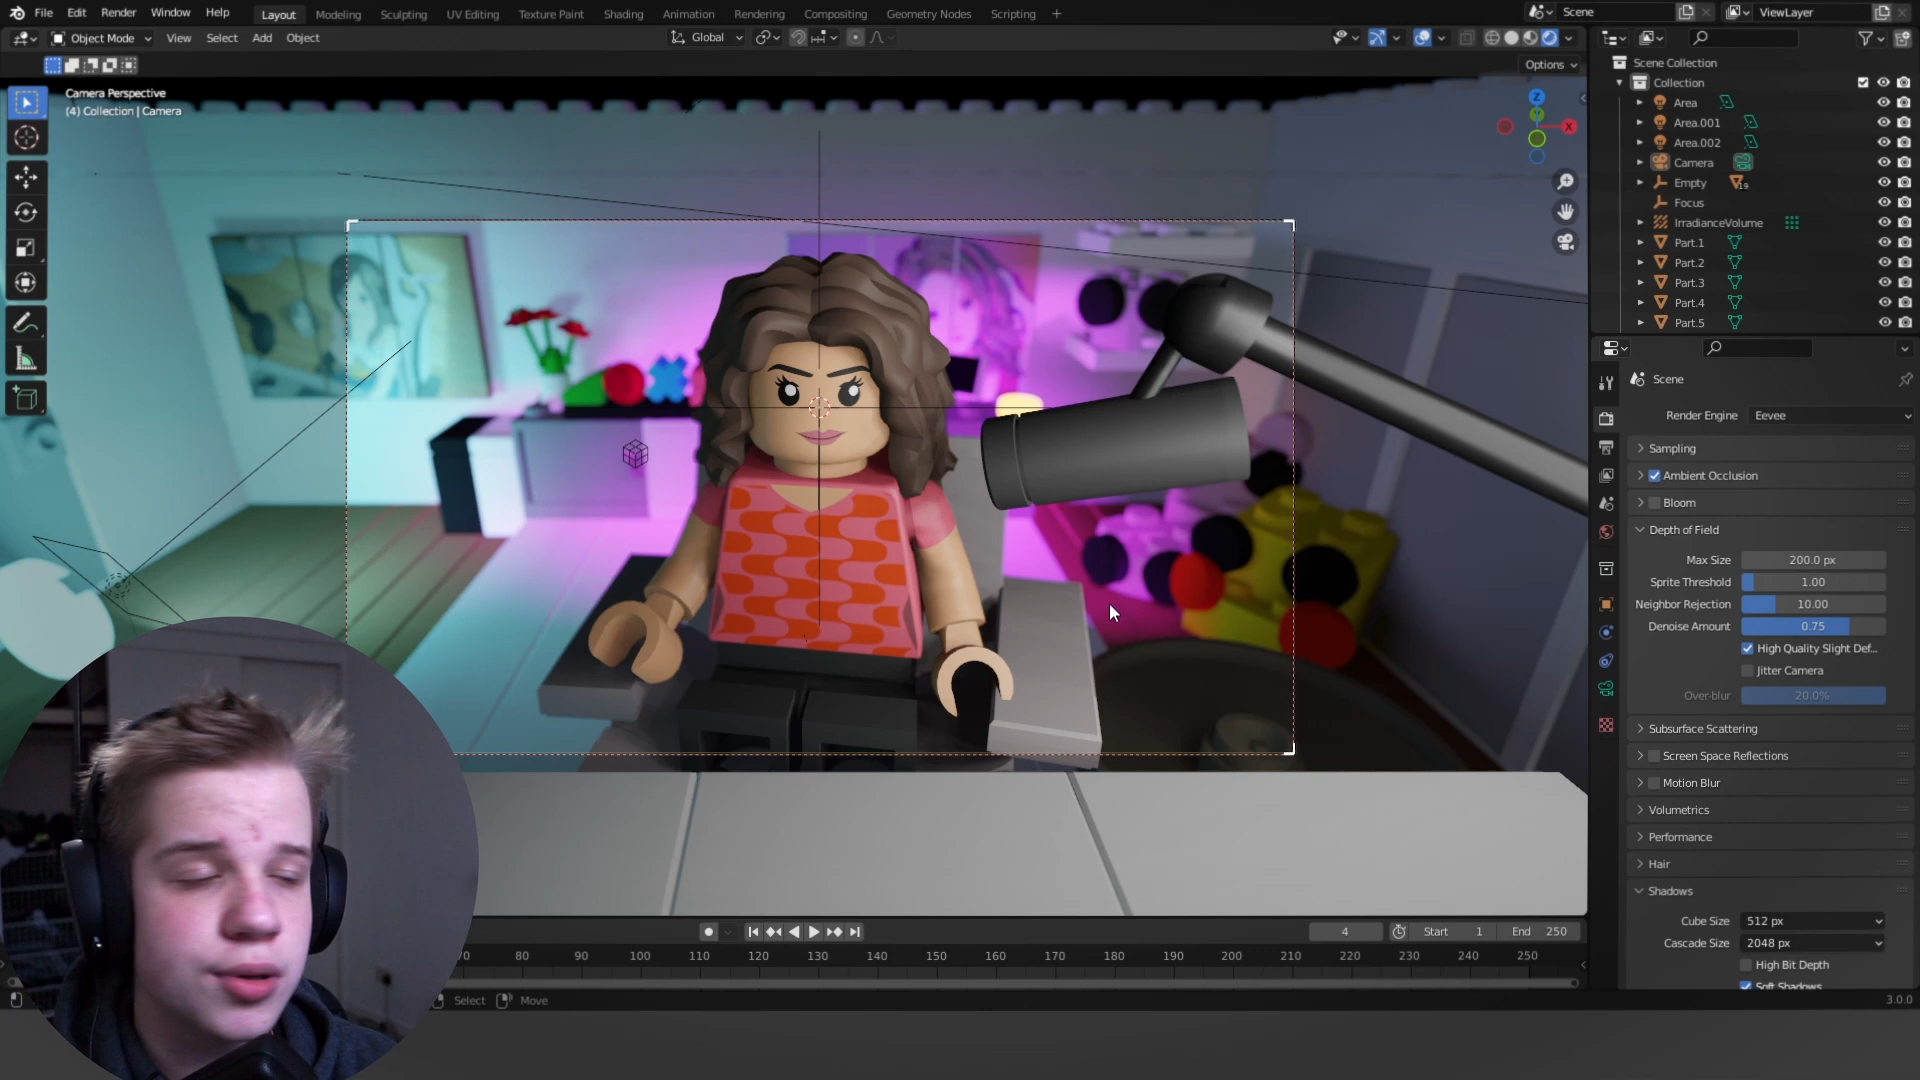 File Edit Render Window Help
Layout Modeling Sculpting UV Editing Texture Paint Shading Animation Rendering Compositing Geometry Nodes Scripting +
Scene
ViewLayer
Object Mode View Select Add Object
Global
Options
Camera Perspective
(4) Collection | Camera
Z
Y
X
Scene Collection
Collection
Area
Area.001
Area.002
Camera
Empty 19
Focus
IrradianceVolume
Part.1
Part.2
Part.3
Part.4
Part.5
Scene
Render Engine Eevee
Sampling
Ambient Occlusion
Bloom
Depth of Field
Max Size 200.0 px
Sprite Threshold 1.00
Neighbor Rejection 10.00
Denoise Amount 0.75
High Quality Slight Def...
Jitter Camera
Over-blur 20.0%
Subsurface Scattering
Screen Space Reflections
Motion Blur
Volumetrics
Performance
Hair
Shadows
Cube Size 512 px
Cascade Size 2048 px
High Bit Depth
Soft Shadows
4 Start 1 End 250
70 80 90 100 110 120 130 140 150 160 170 180 190 200 210 220 230 240 250
Select Move
3.0.0